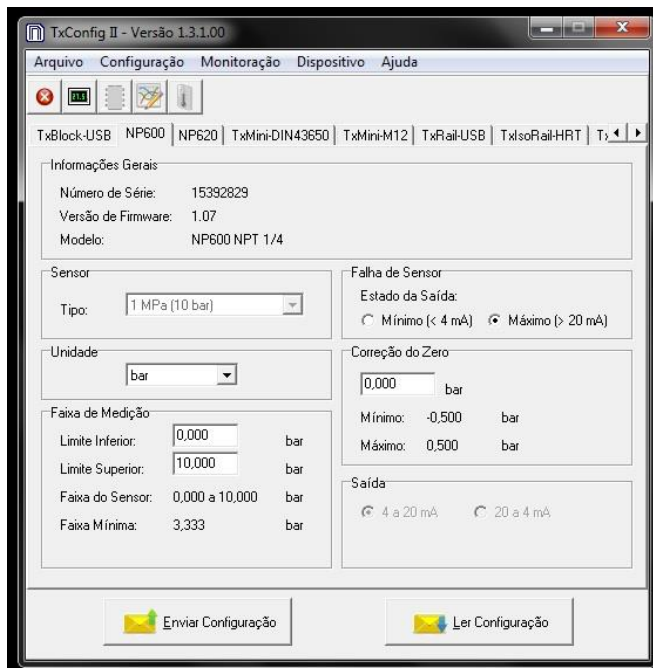 TxConfig II - Versão 1.3.1.00
Arquivo Configuração Monitoração Dispositivo Ajuda
TxBlock-USB NP600 NP620 TxMini-DIN43650 TxMini-M12 TxRail-USB TxIsoRail-HRT
Informações Gerais
Número de Série: 15392829
Versão de Firmware: 1.07
Modelo: NP600 NPT 1/4
Sensor
Tipo: 1 MPa (10 bar)
Falha de Sensor
Estado da Saída:
Mínimo (< 4 mA) Máximo (> 20 mA)
Unidade
bar
Correção do Zero
0,000 bar
Mínimo: -0,500 bar
Máximo: 0,500 bar
Faixa de Medição
Limite Inferior: 0,000 bar
Limite Superior: 10,000 bar
Faixa do Sensor: 0,000 a 10,000 bar
Faixa Mínima: 3,333 bar
Saída
4 a 20 mA 20 a 4 mA
Enviar Configuração Ler Configuração